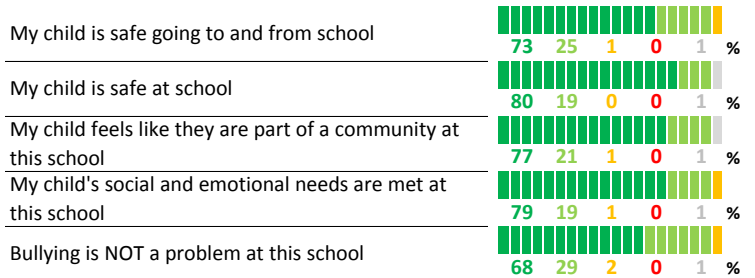 My child is safe going to and from school
73 25 1 0 1 %
My child is safe at school
80 19 0 0 1 %
My child feels like they are part of a community at
this school
77 21 1 0 1 %
My child's social and emotional needs are met at
this school
79 19 1 0 1 %
Bullying is NOT a problem at this school
68 29 2 0 1 %